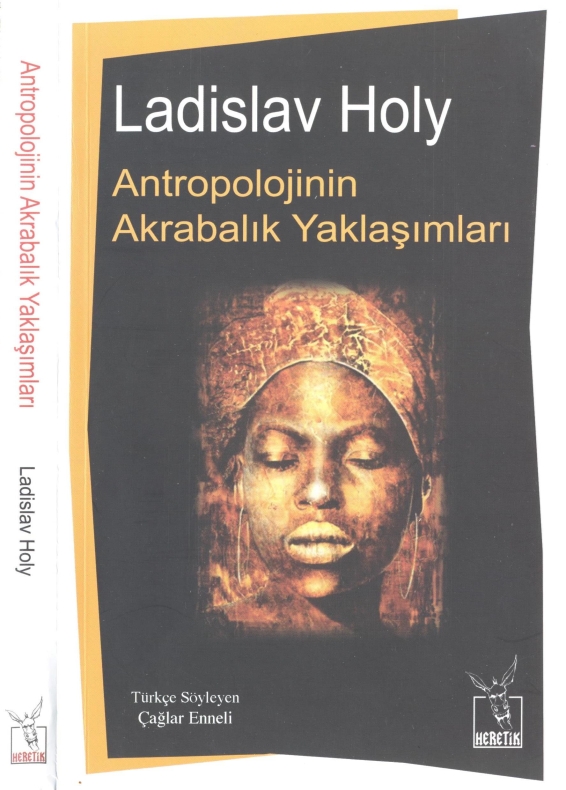 Antropolojinin Akrabalık Yaklaşımları
Ladislav Holy
HERETİK
Ladislav Holy
Antropolojinin
Akrabalık Yaklaşımları
Türkçe Söyleyen
Çağlar Enneli
HERETİK